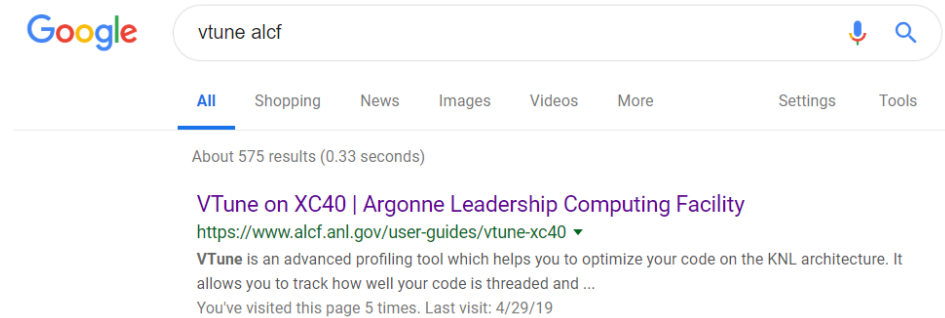 Google
vtune alcf
All Shopping News Images Videos More Settings Tools
About 575 results (0.33 seconds)
VTune on XC40 | Argonne Leadership Computing Facility
https://www.alcf.anl.gov/user-guides/vtune-xc40
VTune is an advanced profiling tool which helps you to optimize your code on the KNL architecture. It
allows you to track how well your code is threaded and ...
You've visited this page 5 times. Last visit: 4/29/19